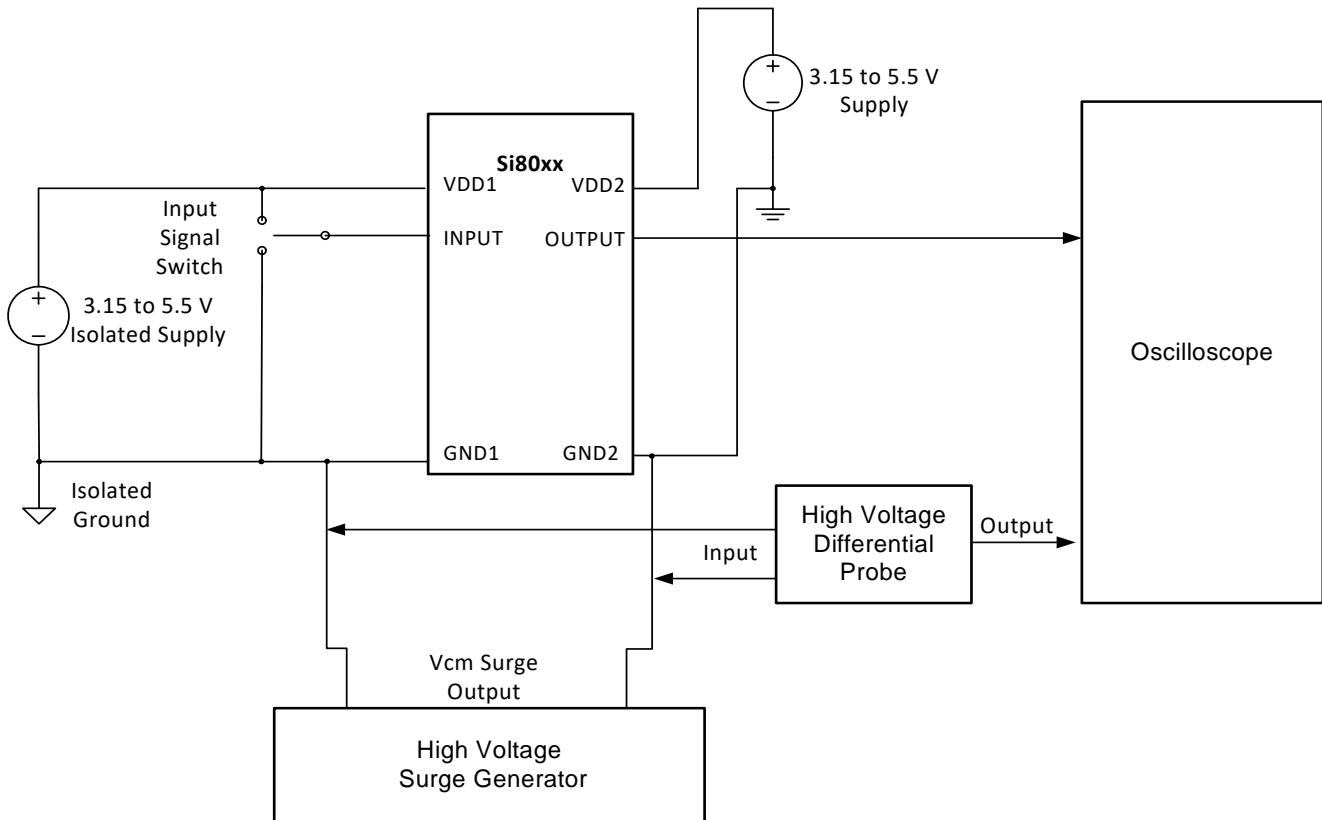 3.15 to 5.5 V
Supply
Si80xx
VDD1
VDD2
Input
Signal
Switch
INPUT
OUTPUT
3.15 to 5.5 V
Isolated Supply
Oscilloscope
GND1
GND2
Isolated
Ground
High Voltage
Differential
Probe
Input
Output
Vcm Surge
Output
High Voltage
Surge Generator